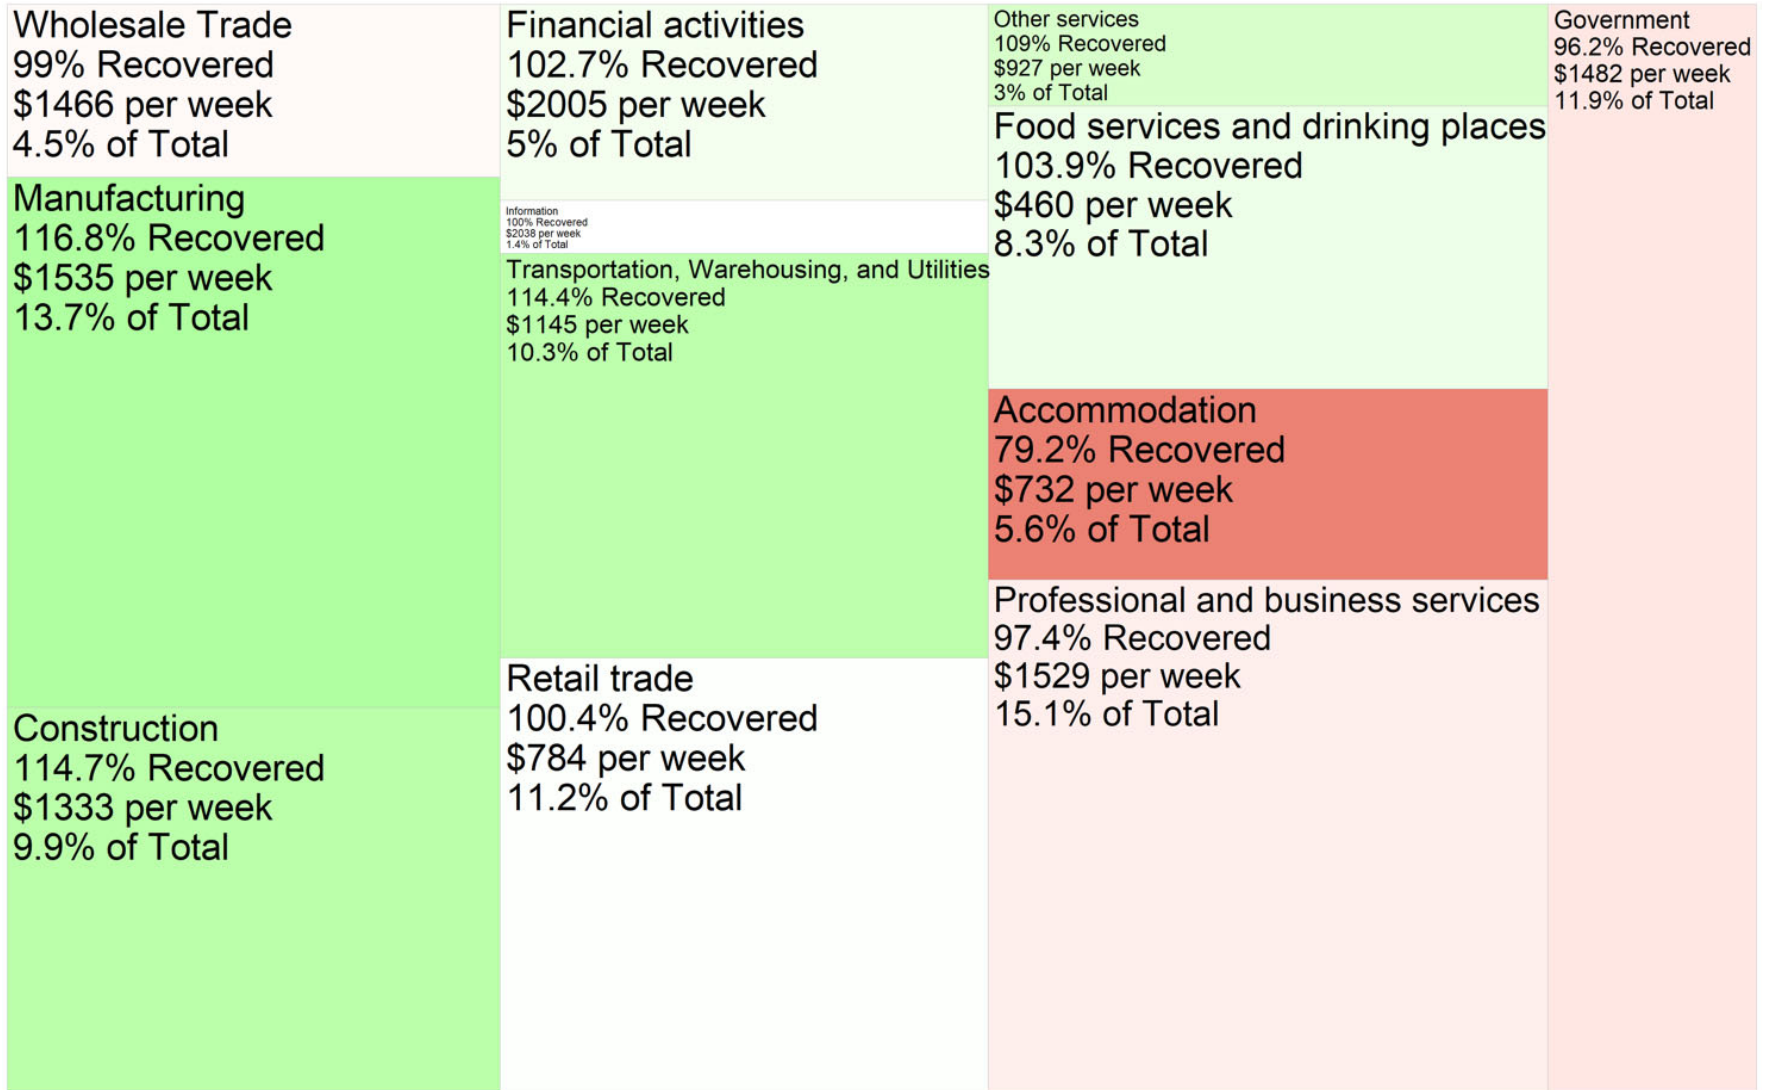 Wholesale Trade
99% Recovered
$1466 per week
4.5% of Total
Manufacturing
116.8% Recovered
$1535 per week
13.7% of Total
Construction
114.7% Recovered
$1333 per week
9.9% of Total
Financial activities
102.7% Recovered
$2005 per week
5% of Total
Information
100% Recovered
$2038 per week
1.4% of Total
Transportation, Warehousing, and Utilities
114.4% Recovered
$1145 per week
10.3% of Total
Retail trade
100.4% Recovered
$784 per week
11.2% of Total
Other services
109% Recovered
$927 per week
3% of Total
Food services and drinking places
103.9% Recovered
$460 per week
8.3% of Total
Accommodation
79.2% Recovered
$732 per week
5.6% of Total
Professional and business services
97.4% Recovered
$1529 per week
15.1% of Total
Government
96.2% Recovered
$1482 per week
11.9% of Total